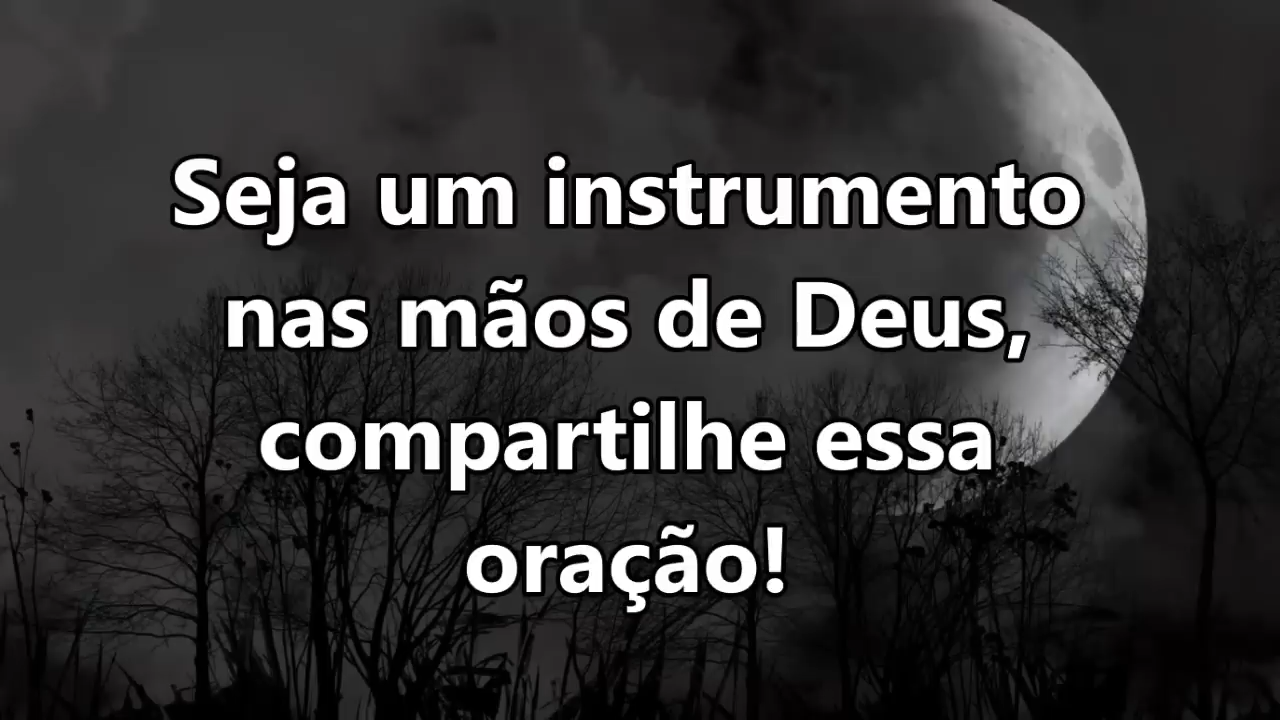 Seja um instrumento
nas mãos de Deus,
compartilhe essa
oração!